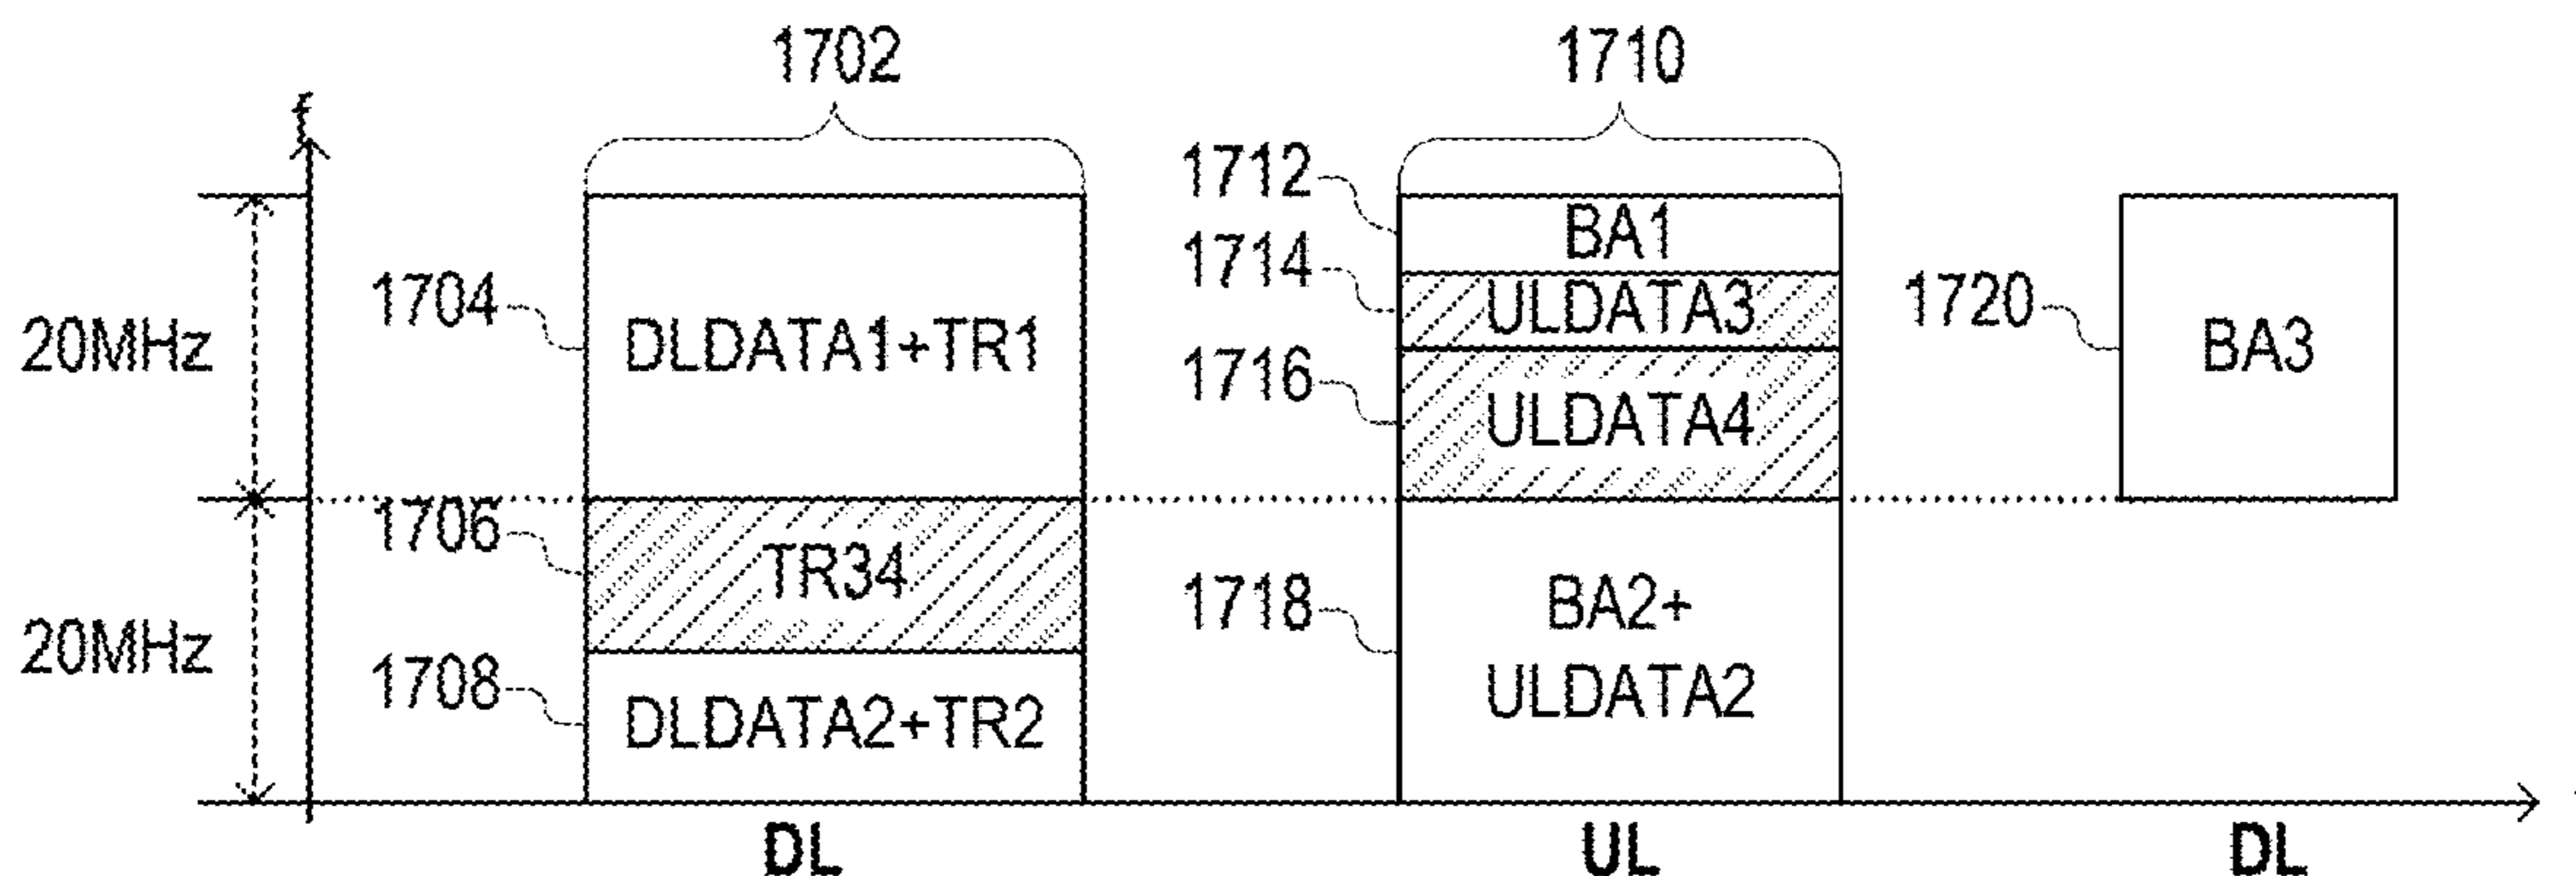 1702
1710
f
1712
BA1
1714
ULDATA3
1704
DLDATA1+TR1
20MHz
1720
BA3
1716
ULDATA4
1706
TR34
1718
BA2+
ULDATA2
20MHz
1708
DLDATA2+TR2
DL
UL
DL